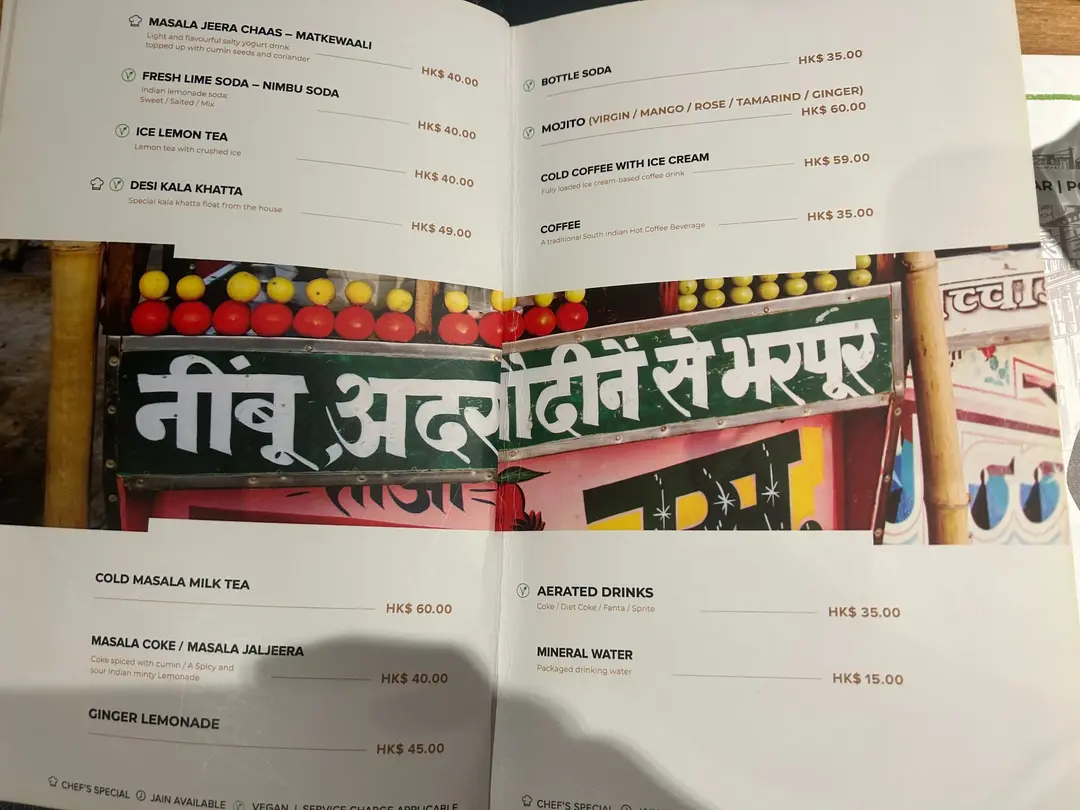 MASALA JEERA CHAAS – MATKEWAALI
Light and flavourful salty yogurt drink
topped up with cumin seeds and coriander
HK$ 40.00
FRESH LIME SODA – NIMBU SODA
Indian lemonade soda:
Sweet / Salted / Mix
HK$ 40.00
ICE LEMON TEA
Lemon tea with crushed ice
HK$ 40.00
DESI KALA KHATTA
Special kala khatta float from the house
HK$ 49.00
BOTTLE SODA
HK$ 35.00
MOJITO (VIRGIN / MANGO / ROSE / TAMARIND / GINGER)
HK$ 60.00
COLD COFFEE WITH ICE CREAM
Fully loaded ice cream-based coffee drink
HK$ 59.00
COFFEE
A traditional South Indian Hot Coffee Beverage
HK$ 35.00
नींबू ,अदर
पौदीनें से भरपूर
COLD MASALA MILK TEA
HK$ 60.00
MASALA COKE / MASALA JALJEERA
Coke spiced with cumin / A Spicy and
sour Indian minty Lemonade
HK$ 40.00
GINGER LEMONADE
HK$ 45.00
CHEF'S SPECIAL JAIN AVAILABLE VEGAN | SERVICE CHARGE APPLICABLE
AERATED DRINKS
Coke / Diet Coke / Fanta / Sprite
HK$ 35.00
MINERAL WATER
Packaged drinking water
HK$ 15.00
CHEF'S SPECIAL